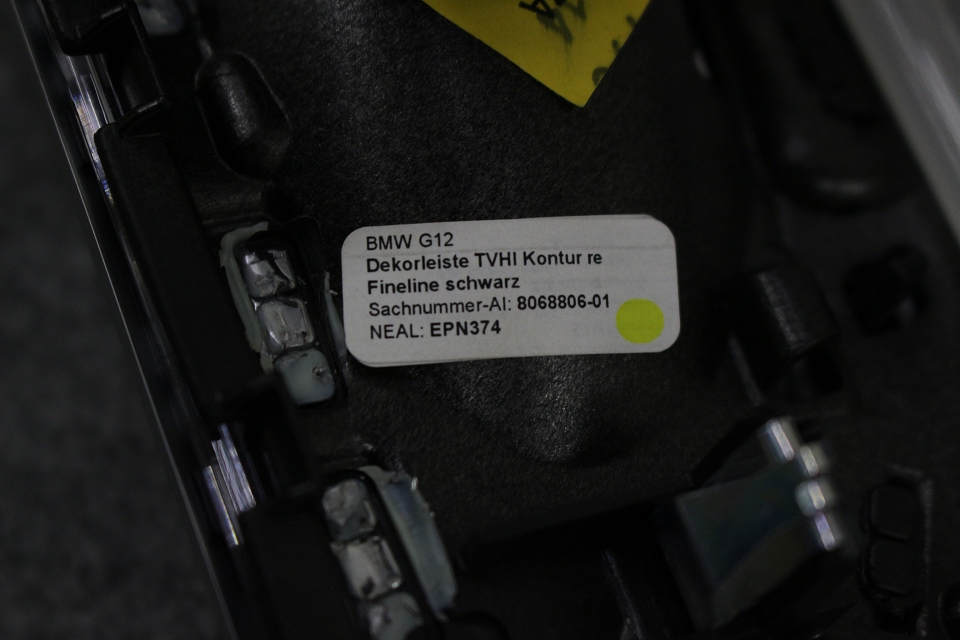 BMW G12
Dekorleiste TVHI Kontur re
Fineline schwarz
Sachnummer-AI: 8068806-01
NEAL: EPN374